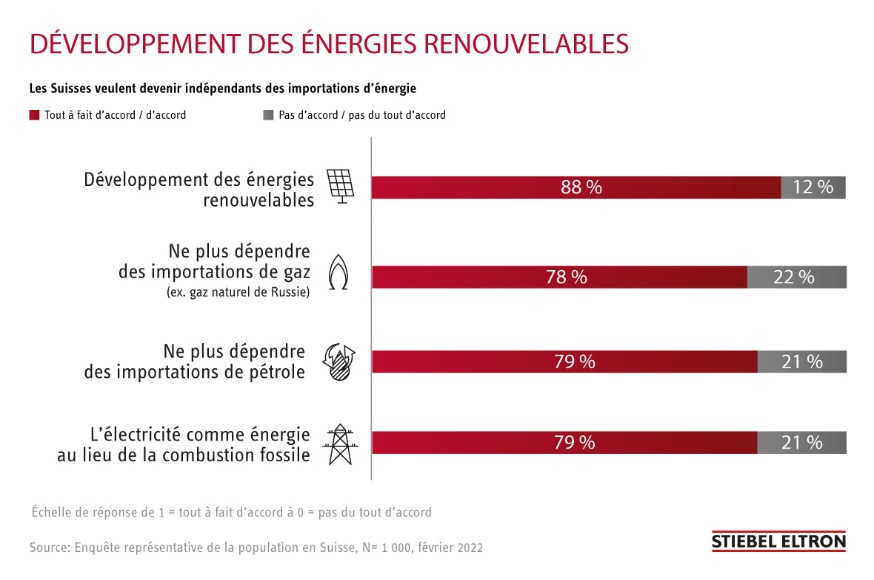 DÉVELOPPEMENT DES ÉNERGIES RENOUVELABLES
Les Suisses veulent devenir indépendants des importations d'énergie
Tout à fait d'accord / d'accord
Pas d'accord / pas du tout d'accord
Développement des énergies
renouvelables
88 %
12 %
Ne plus dépendre
des importations de gaz
(ex. gaz naturel de Russie)
78 %
22 %
Ne plus dépendre
des importations de pétrole
79 %
21 %
L'électricité comme énergie
au lieu de la combustion fossile
79 %
21 %
Échelle de réponse de 1 = tout à fait d'accord à 0 = pas du tout d'accord
Source: Enquête représentative de la population en Suisse, N= 1 000, février 2022
STIEBEL ELTRON